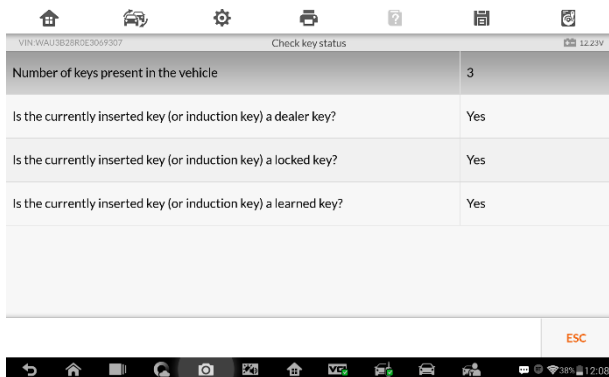 VIN:WAU3B28R0E3069307 Check key status 12.23V
Number of keys present in the vehicle 3
Is the currently inserted key (or induction key) a dealer key? Yes
Is the currently inserted key (or induction key) a locked key? Yes
Is the currently inserted key (or induction key) a learned key? Yes
ESC
VCI 38% 12:08